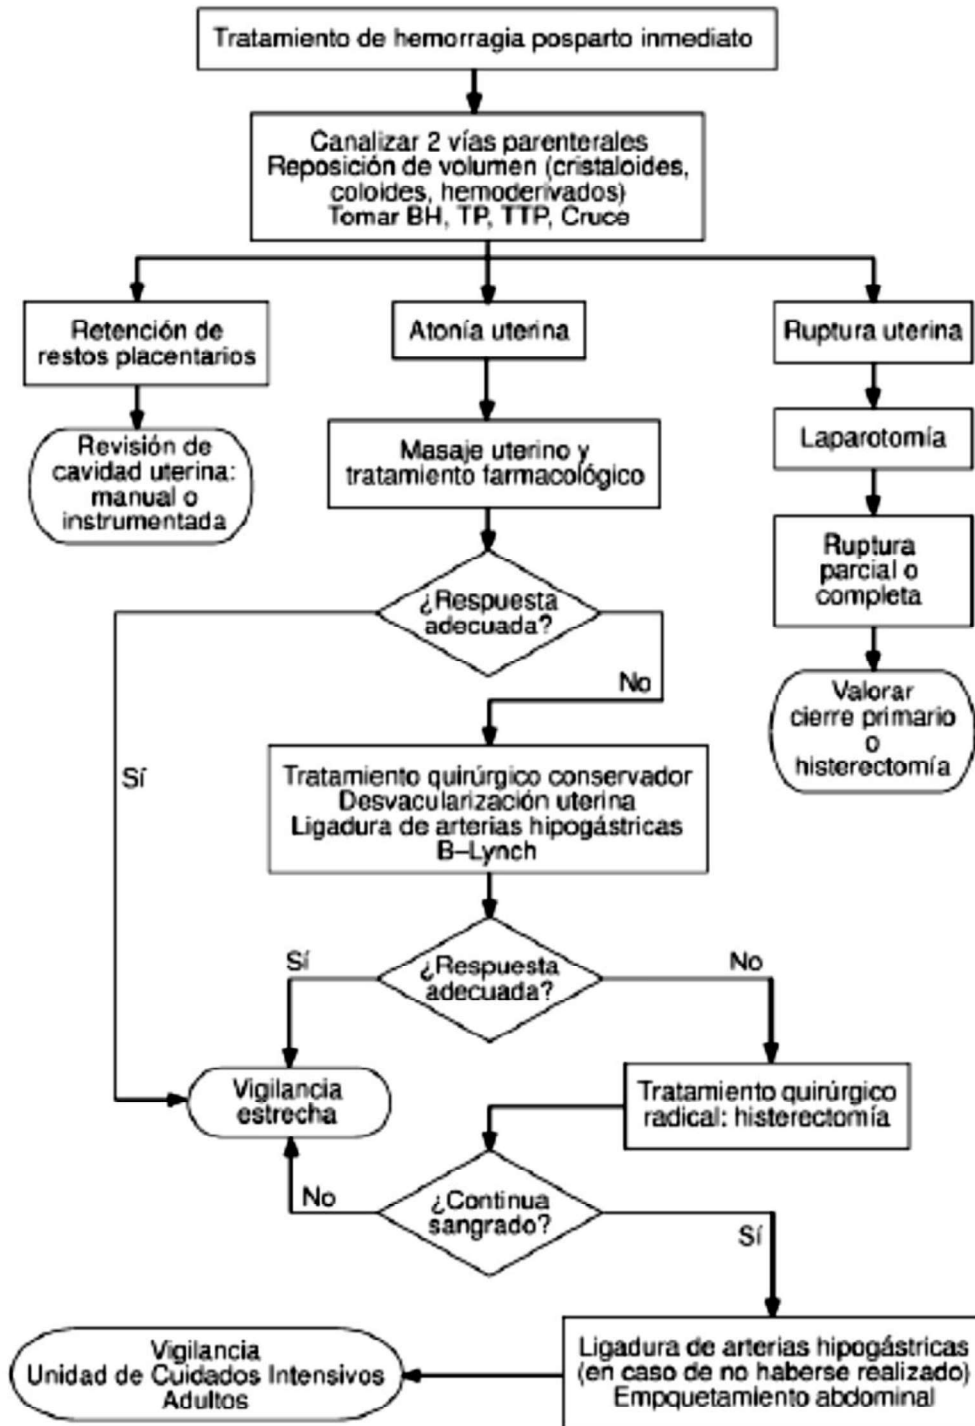 Tratamiento de hemorragia posparto inmediato
Canalizar 2 vías parenterales
Reposición de volumen (cristaloides,
coloides, hemoderivados)
Tomar BH, TP, TTP, Cruce
Retención de
restos placentarios
Atonía uterina
Ruptura uterina
Revisión de
cavidad uterina:
manual o
instrumentada
Masaje uterino y
tratamiento farmacológico
Laparotomía
Ruptura
parcial o
completa
¿Respuesta
adecuada?
No
Valorar
cierre primario
o
histerectomía
Sí
Tratamiento quirúrgico conservador
Desvacularización uterina
Ligadura de arterias hipogástricas
B–Lynch
Sí
¿Respuesta
adecuada?
No
Vigilancia
estrecha
Tratamiento quirúrgico
radical: histerectomía
No
¿Continua
sangrado?
Sí
Vigilancia
Unidad de Cuidados Intensivos
Adultos
Ligadura de arterias hipogástricas
(en caso de no haberse realizado)
Empquetamiento abdominal